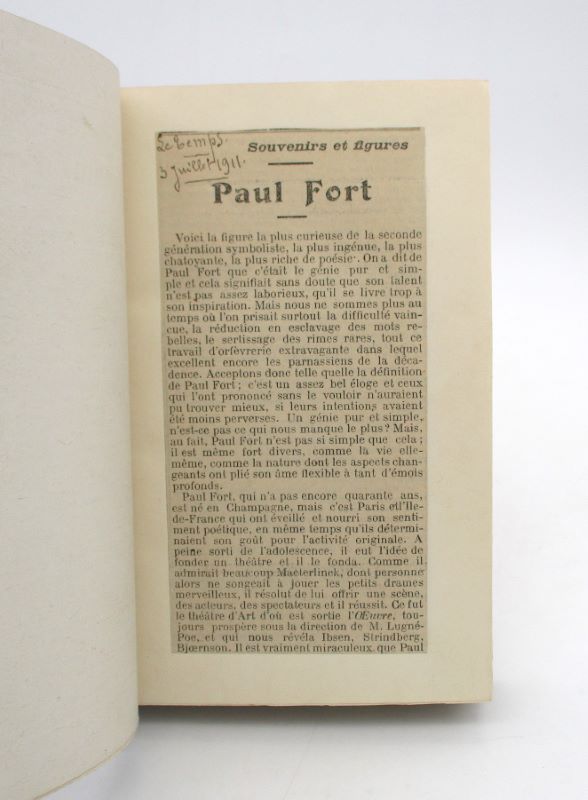 Le Temps.
3 Juillet 1911.
Souvenirs et figures
Paul Fort
Voici la figure la plus curieuse de la seconde
génération symboliste, la plus ingénue, la plus
chatoyante, la plus riche de poésie. On a dit de
Paul Fort que c'était le génie pur et sim-
ple et cela signifiait sans doute que son talent
n'est pas assez laborieux, qu'il se livre trop à
son inspiration. Mais nous ne sommes plus au
temps où l'on prisait surtout la difficulté vain-
cue, la réduction en esclavage des mots re-
belles, le sertissage des rimes rares, tout ce
travail d'orfèvrerie extravagante dans lequel
excellent encore les parnassiens de la déca-
dence. Acceptons donc telle quelle la définition
de Paul Fort ; c'est un assez bel éloge et ceux
qui l'ont prononcé sans le vouloir n'auraient
pu trouver mieux, si leurs intentions avaient
été moins perverses. Un génie pur et simple,
n'est-ce pas ce qui nous manque le plus ? Mais,
au fait, Paul Fort n'est pas si simple que cela ;
il est même fort divers, comme la vie elle-
même, comme la nature dont les aspects chan-
geants ont plié son âme flexible à tant d'émois
profonds.
Paul Fort, qui n'a pas encore quarante ans,
est né en Champagne, mais c'est Paris et l'Ile-
de-France qui ont éveillé et nourri son senti-
ment poétique, en même temps qu'ils détermi-
naient son goût pour l'activité originale. A
peine sorti de l'adolescence, il eut l'idée de
fonder un théâtre et il le fonda. Comme il
admirait beaucoup Maeterlinck, dont personne
alors ne songeait à jouer les petits drames
merveilleux, il résolut de lui offrir une scène,
des acteurs, des spectateurs et il réussit. Ce fut
le théâtre d'Art d'où est sortie l'Œuvre, tou-
jours prospère sous la direction de M. Lugné-
Poe, et qui nous révéla Ibsen, Strindberg,
Bjœrnson. Il est vraiment miraculeux que Paul